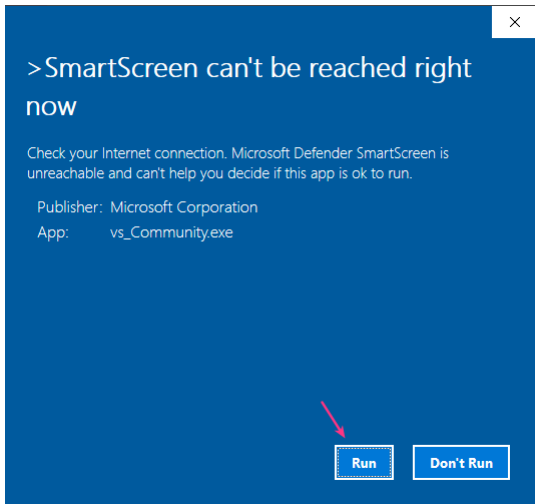 >SmartScreen can't be reached right
now
Check your Internet connection. Microsoft Defender SmartScreen is
unreachable and can't help you decide if this app is ok to run.
Publisher: Microsoft Corporation
App: vs_Community.exe
Run Don't Run